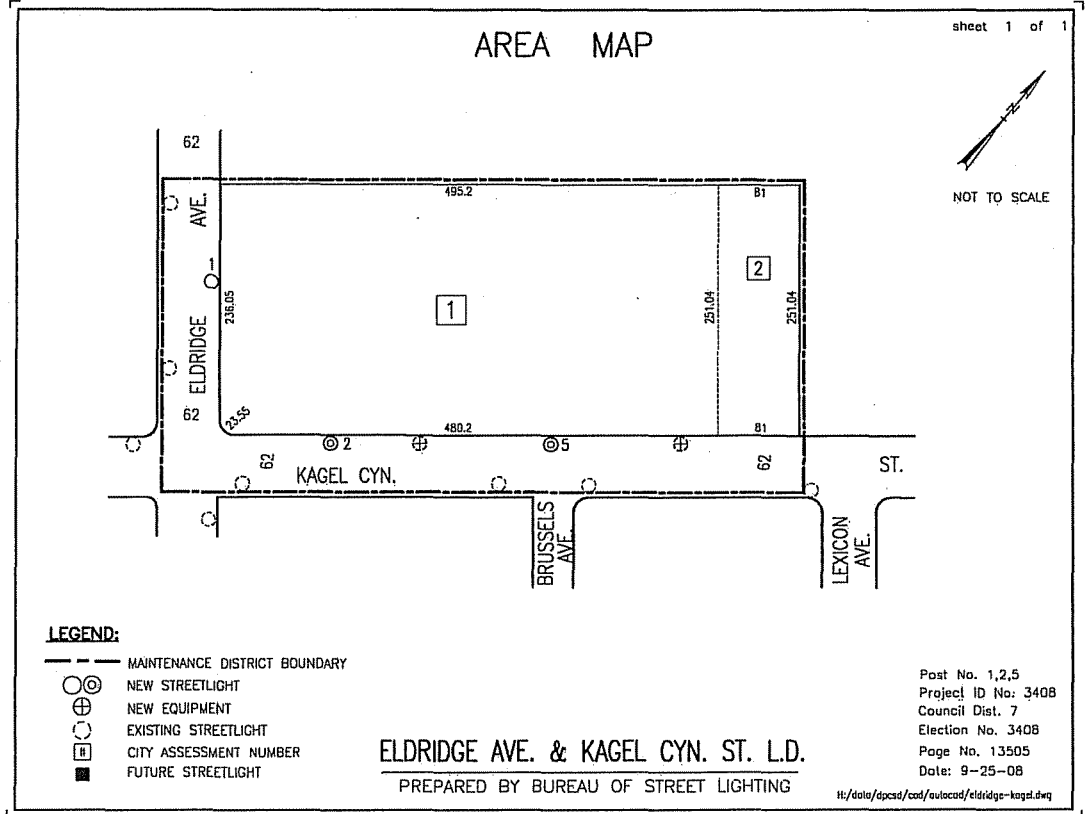 sheet 1 of 1
AREA MAP
N
NOT TO SCALE
62
ELDRIDGE AVE.
1
236.05
62
23.55
495.2
B1
1
2
251.04
251.04
480.2
B1
2
5
62
KAGEL CYN.
62
ST.
BRUSSELS
AVE.
LEXICON
AVE.
LEGEND:
MAINTENANCE DISTRICT BOUNDARY
NEW STREETLIGHT
NEW EQUIPMENT
EXISTING STREETLIGHT
# CITY ASSESSMENT NUMBER
FUTURE STREETLIGHT
ELDRIDGE AVE. & KAGEL CYN. ST. L.D.
PREPARED BY BUREAU OF STREET LIGHTING
Post No. 1,2,5
Project ID No: 3408
Council Dist. 7
Election No. 3408
Page No. 13505
Date: 9-25-08
H:/data/dpcsd/cad/autocad/eldridge-kagel.dwg